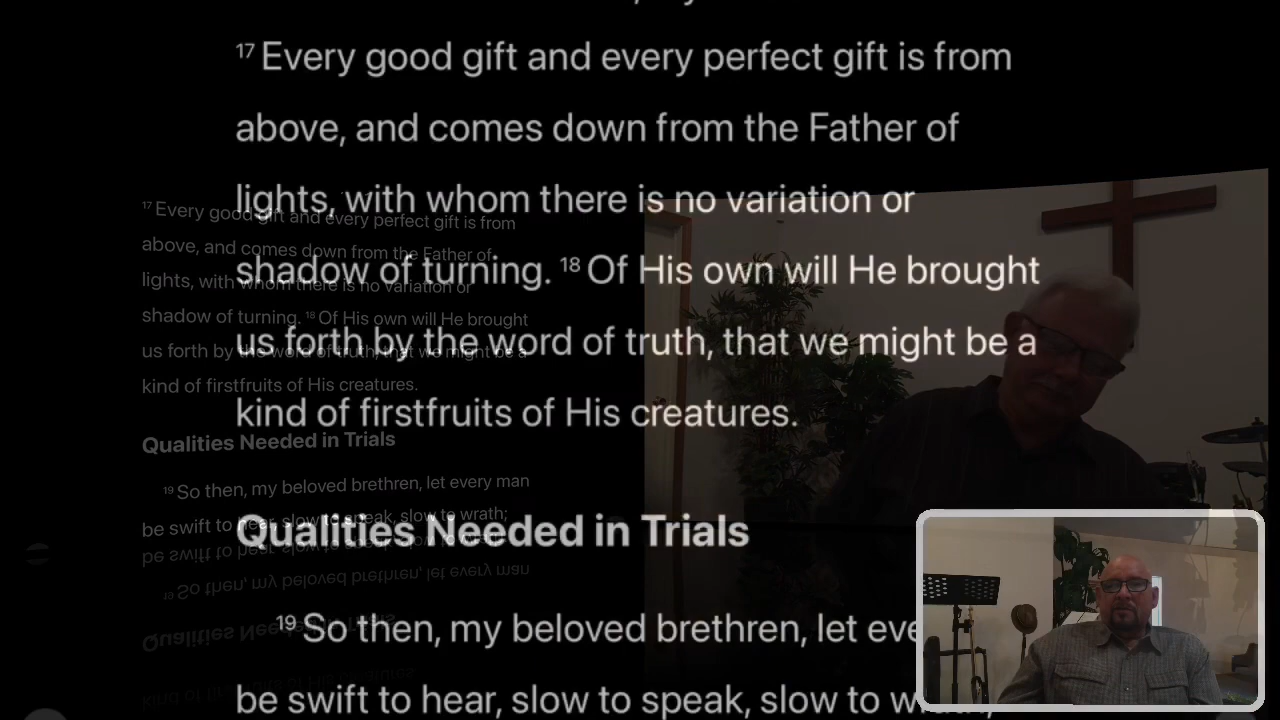 17 Every good gift and every perfect gift is from
above, and comes down from the Father of
lights, with whom there is no variation or
shadow of turning. 18 Of His own will He brought
us forth by the word of truth, that we might be a
kind of firstfruits of His creatures.
Qualities Needed in Trials
19 So then, my beloved brethren, let
be swift to hear, slow to speak, slow to
17 Every good gift and every perfect gift is from
above, and comes down from the Father of
lights, with whom there is no variation or
shadow of turning. 18 Of His own will He brought
us forth by the word of truth, that we might be a
kind of firstfruits of His creatures.
Qualities Needed in Trials
19 So then, my beloved brethren, let every man
be swift to hear, slow to speak, slow to wrath;